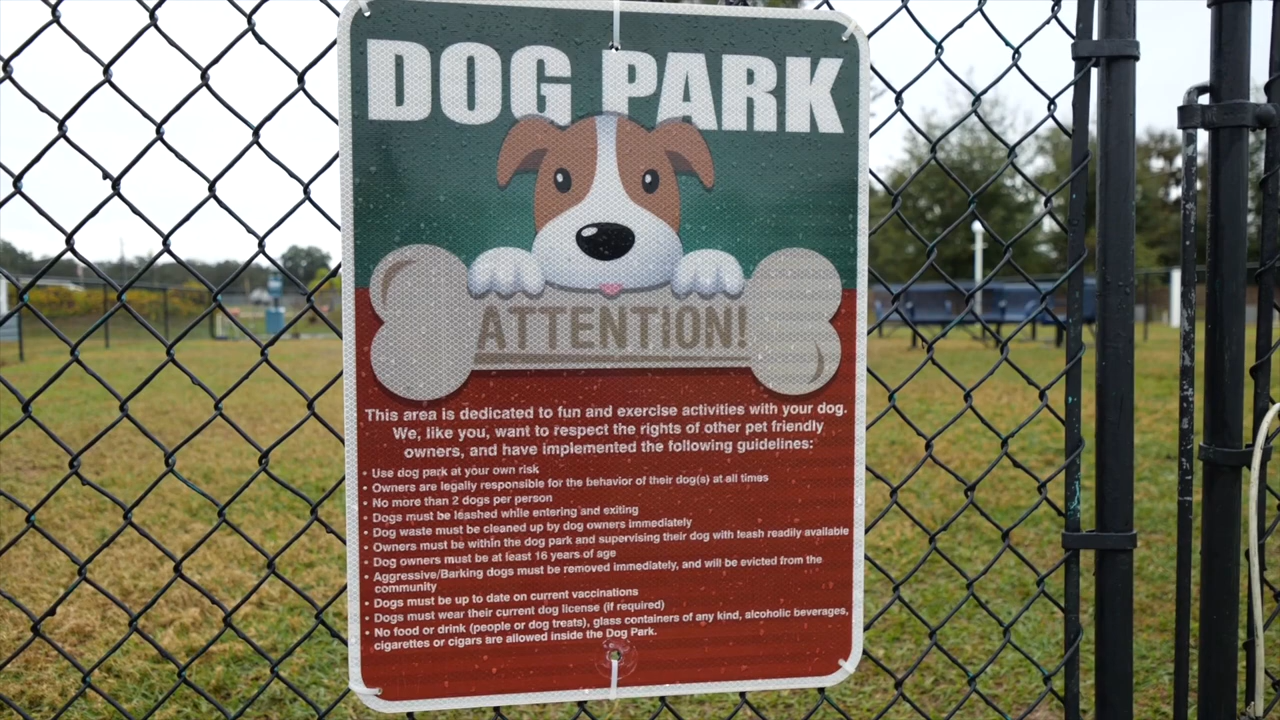 DOG PARK
ATTENTION!
This area is dedicated to fun and exercise activities with your dog.
We, like you, want to respect the rights of other pet friendly
owners, and have implemented the following guidelines:
• Use dog park at your own risk
• Owners are legally responsible for the behavior of their dog(s) at all times
• No more than 2 dogs per person
• Dogs must be leashed while entering and exiting
• Dog waste must be cleaned up by dog owners immediately
• Owners must be within the dog park and supervising their dog with leash readily available
• Dog owners must be at least 16 years of age
• Aggressive/Barking dogs must be removed immediately, and will be evicted from the
community
• Dogs must be up to date on current vaccinations
• Dogs must wear their current dog license (if required)
• No food or drink (people or dog treats), glass containers of any kind, alcoholic beverages,
cigarettes or cigars are allowed inside the Dog Park.